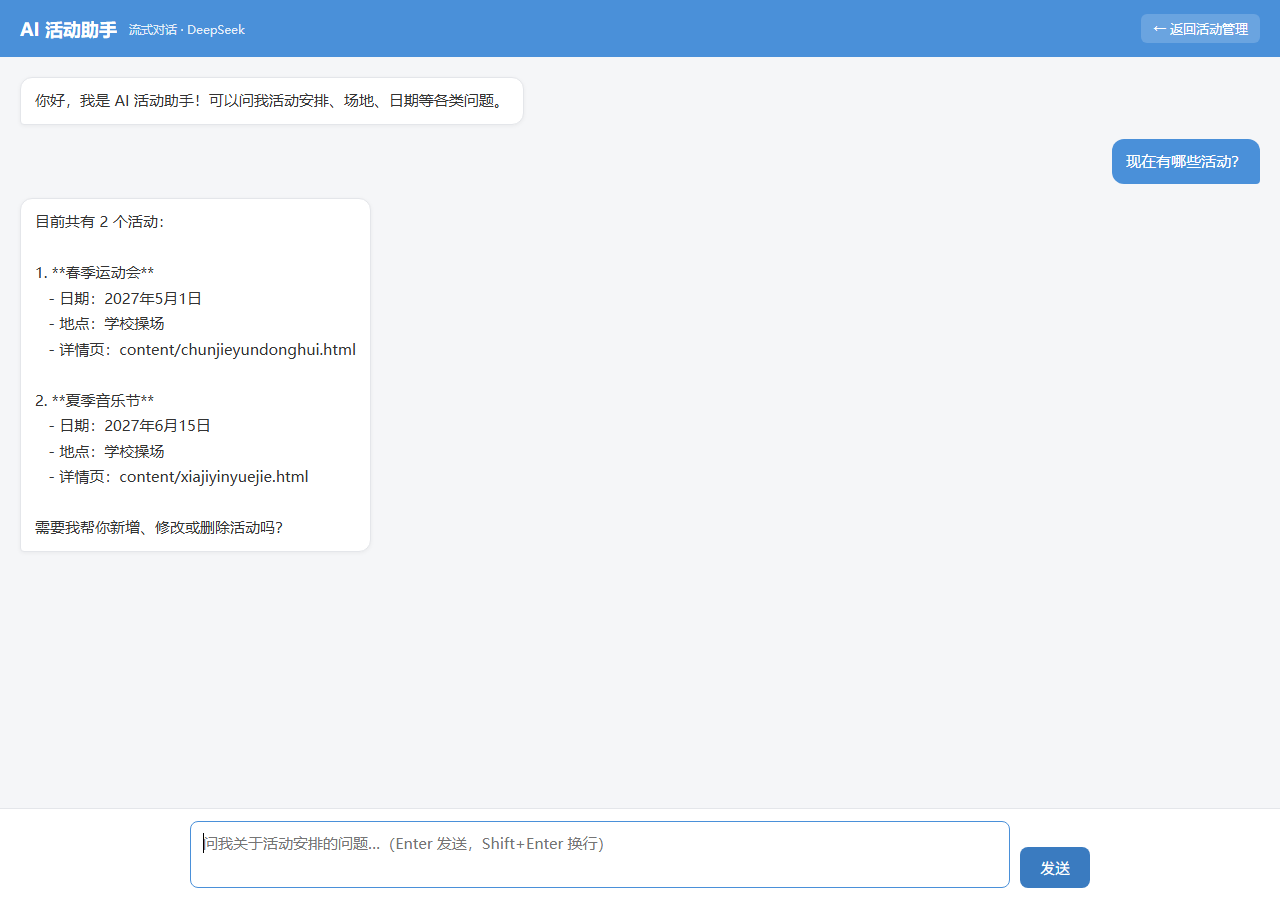 AI 活动助手 流式对话 · DeepSeek
← 返回活动管理
你好，我是 AI 活动助手！可以问我活动安排、场地、日期等各类问题。
现在有哪些活动？
目前共有 2 个活动：
1. **春季运动会**
- 日期：2027年5月1日
- 地点：学校操场
- 详情页：content/chunjieyundonghui.html
2. **夏季音乐节**
- 日期：2027年6月15日
- 地点：学校操场
- 详情页：content/xiajiyinyuejie.html
需要我帮你新增、修改或删除活动吗？
问我关于活动安排的问题...（Enter 发送，Shift+Enter 换行）
发送